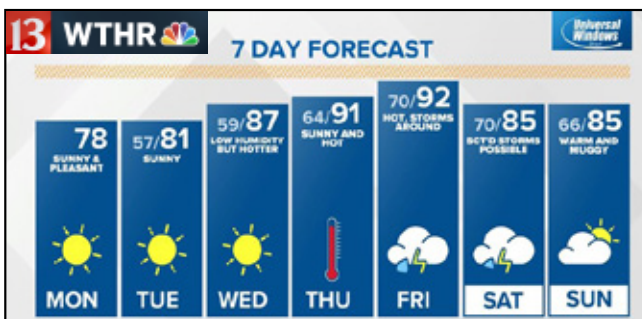 13 WTHR
Universal
Windows
7 DAY FORECAST
78
SUNNY &
PLEASANT
MON
57/81
SUNNY
TUE
59/87
LOW HUMIDITY
BUT HOTTER
WED
64/91
SUNNY AND
HOT
THU
70/92
HOT, STORMS
AROUND
FRI
70/85
SCT'D STORMS
POSSIBLE
SAT
66/85
WARM AND
MUGGY
SUN